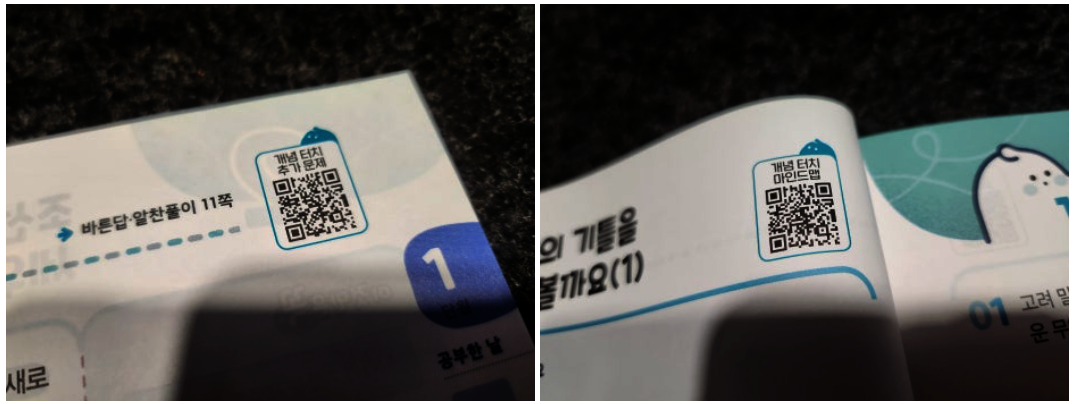 개념 터치
추가 문제
바른답·알찬풀이 11쪽
1
공부한 날
새로
개념 터치
마인드맵
의 기틀을
까요(1)
01 고려 말
운 무